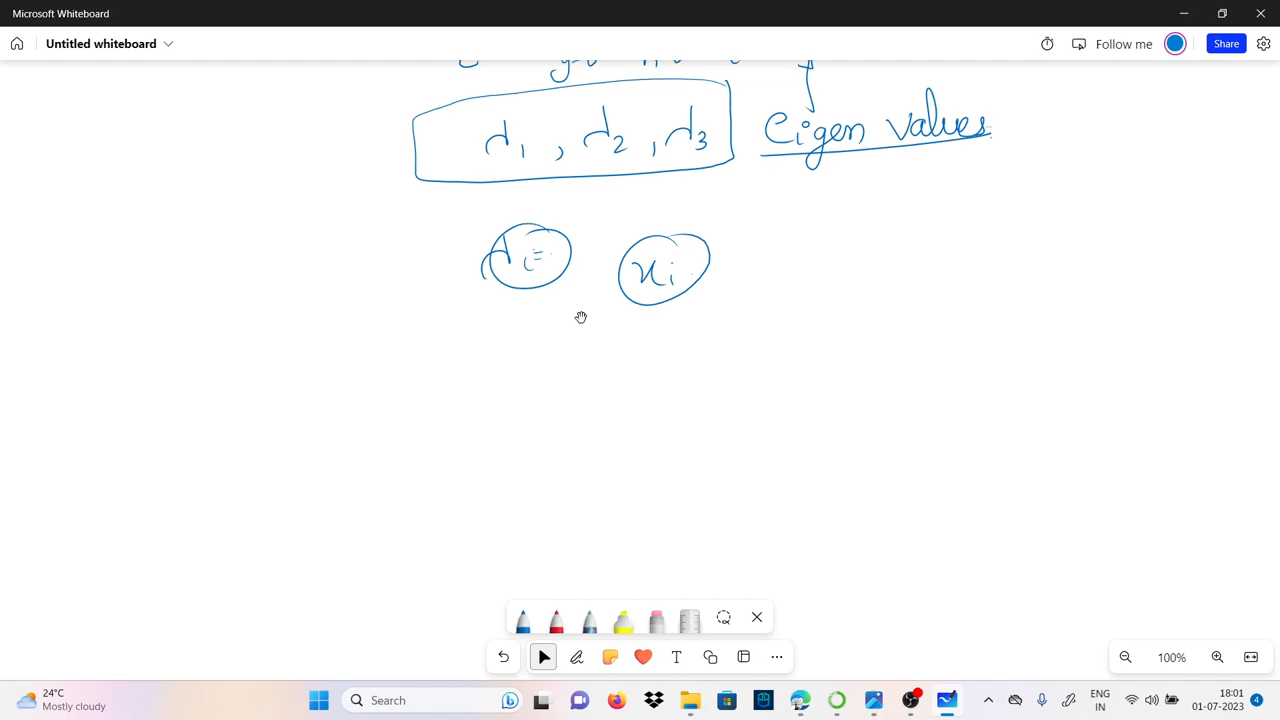 Microsoft Whiteboard
Untitled whiteboard
Follow me
Share
λ1 , λ2 , λ3
Eigen values
λi= xi
100%
24°C
Mostly cloudy
Search
ENG
IN
18:01
01-07-2023
4